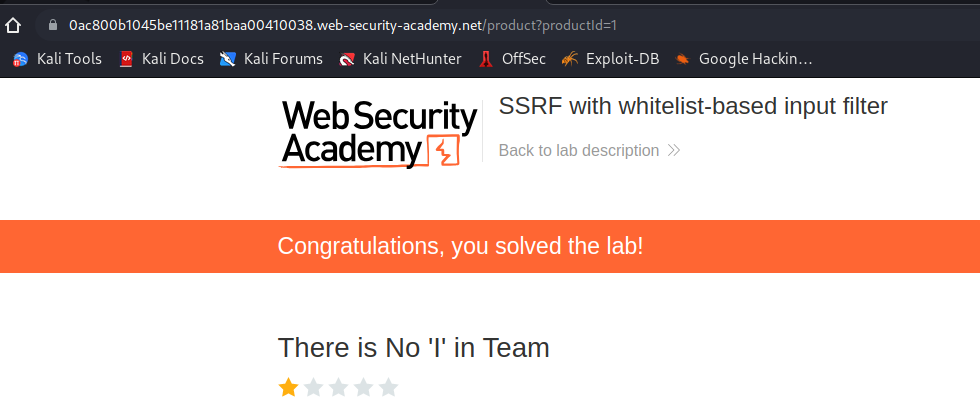 0ac800b1045be11181a81baa00410038.web-security-academy.net/product?productId=1
Kali Tools Kali Docs Kali Forums Kali NetHunter OffSec Exploit-DB Google Hackin...
WebSecurity
Academy
SSRF with whitelist-based input filter
Back to lab description
Congratulations, you solved the lab!
There is No 'I' in Team